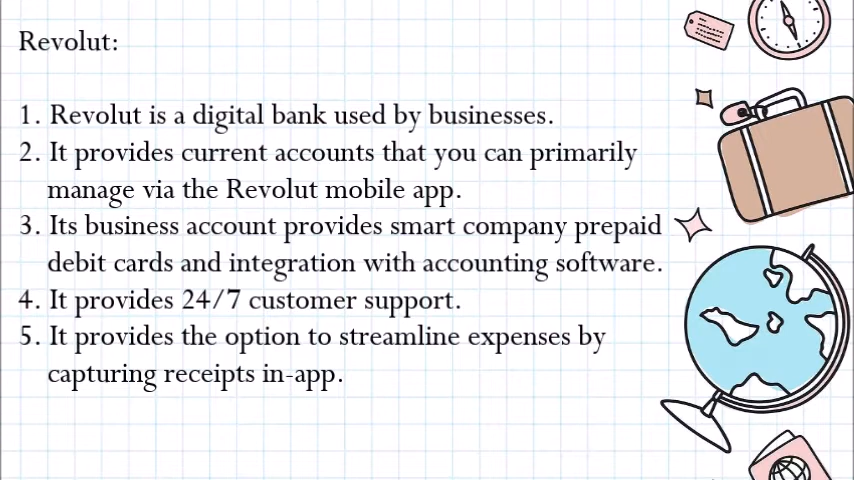 Revolut:
1. Revolut is a digital bank used by businesses.
2. It provides current accounts that you can primarily
manage via the Revolut mobile app.
3. Its business account provides smart company prepaid
debit cards and integration with accounting software.
4. It provides 24/7 customer support.
5. It provides the option to streamline expenses by
capturing receipts in-app.